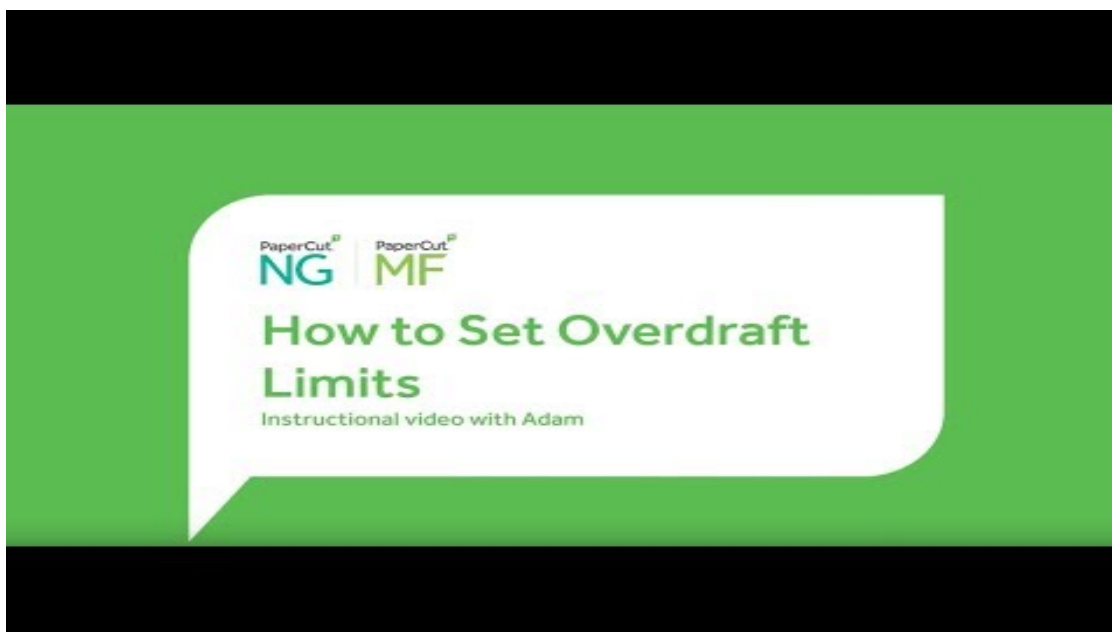 PaperCut PaperCut
NG MF
How to Set Overdraft
Limits
Instructional video with Adam